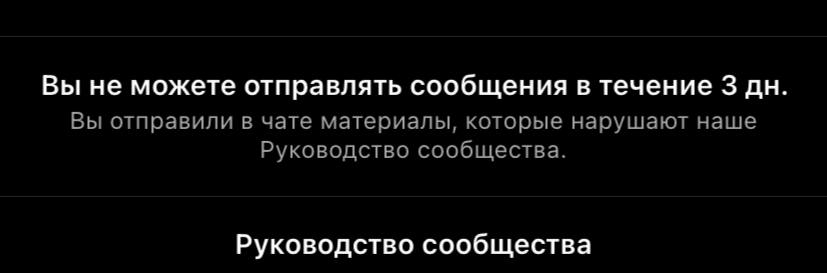 Вы не можете отправлять сообщения в течение 3 дн.
Вы отправили в чате материалы, которые нарушают наше
Руководство сообщества.
Руководство сообщества